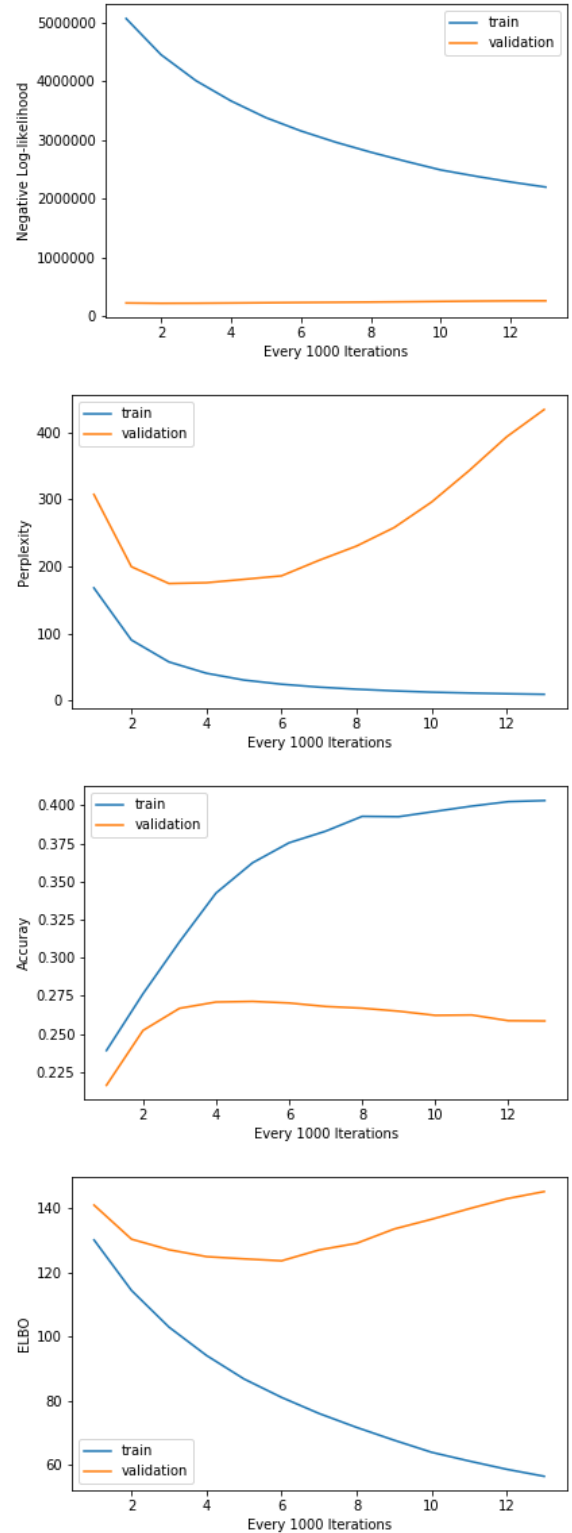 5000000
4000000
3000000
2000000
1000000
0
Negative Log-likelihood
train
validation
2 4 6 8 10 12
Every 1000 Iterations
400
300
200
100
0
Perplexity
train
validation
2 4 6 8 10 12
Every 1000 Iterations
0.400
0.375
0.350
0.325
0.300
0.275
0.250
0.225
Accuray
train
validation
2 4 6 8 10 12
Every 1000 Iterations
140
120
100
80
60
ELBO
train
validation
2 4 6 8 10 12
Every 1000 Iterations